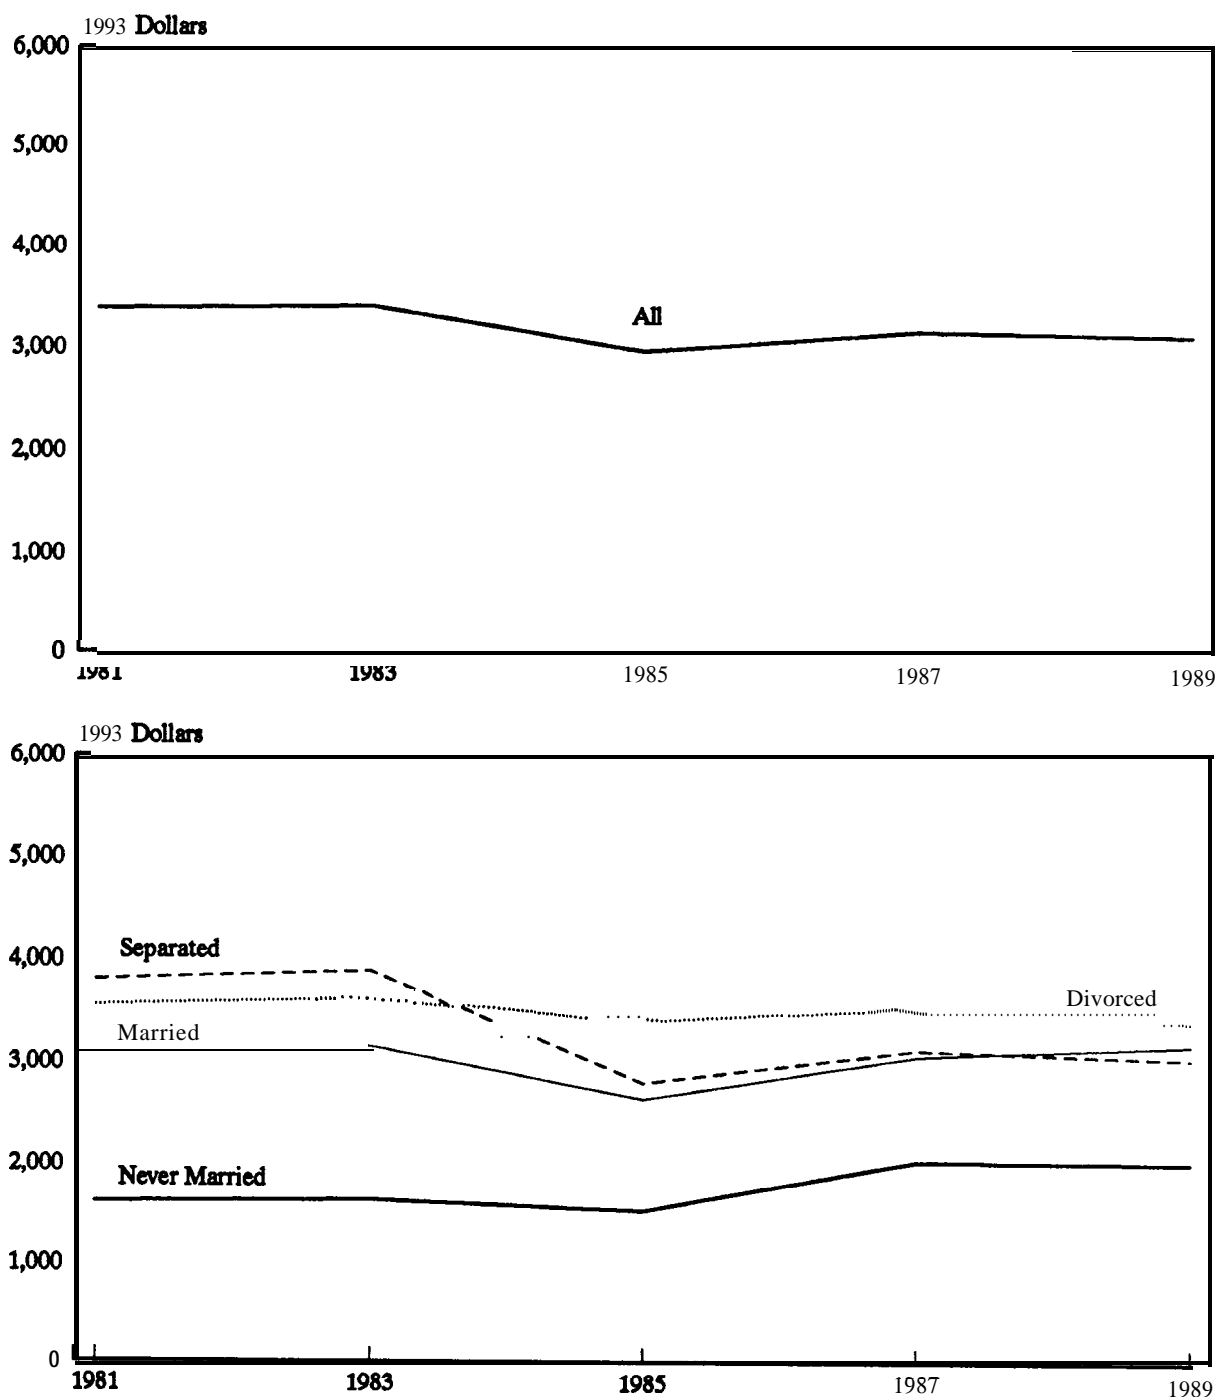 1993 Dollars
6,000
5,000
4,000
All
3,000
2,000
1,000
0
1981 1983 1985 1987 1989
1993 Dollars
6,000
5,000
4,000 Separated
Divorced
Married
3,000
2,000
Never Married
1,000
0
1981 1983 1985 1987 1989